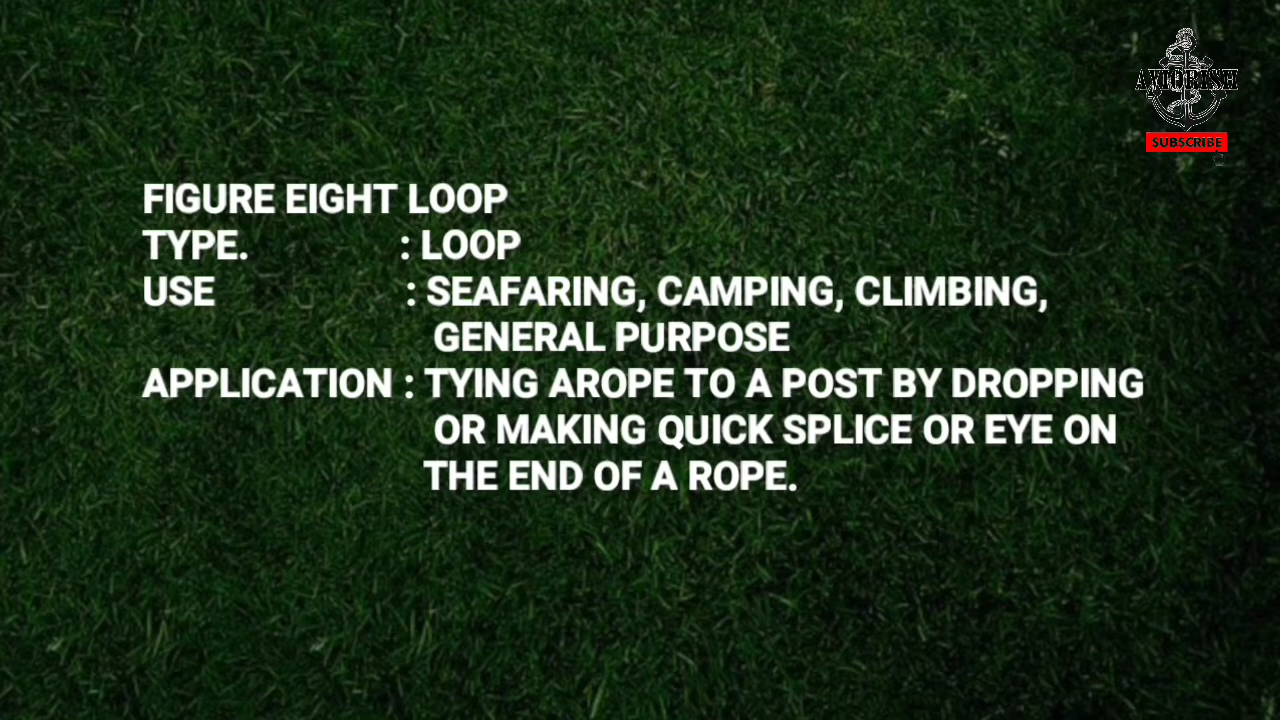 FIGURE EIGHT LOOP
TYPE. : LOOP
USE : SEAFARING, CAMPING, CLIMBING,
GENERAL PURPOSE
APPLICATION : TYING AROPE TO A POST BY DROPPING
OR MAKING QUICK SPLICE OR EYE ON
THE END OF A ROPE.
SUBSCRIBE